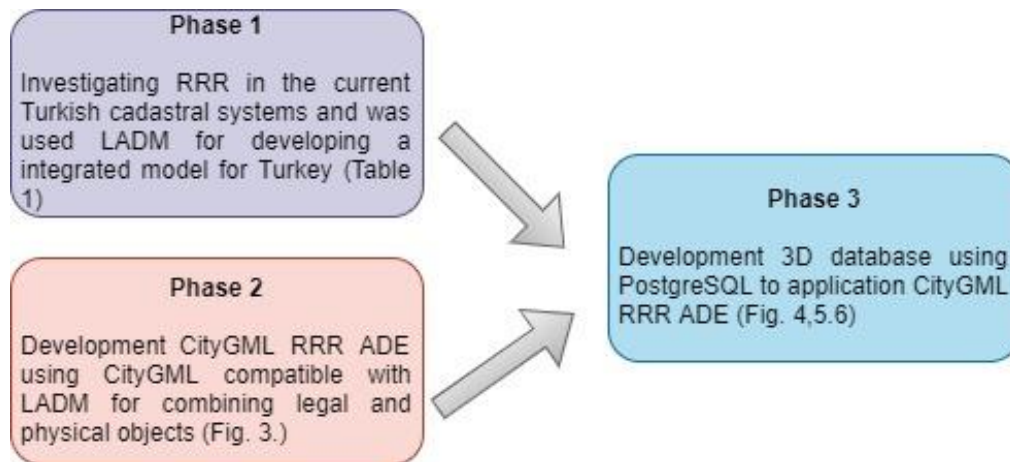 Phase 1
Investigating RRR in the current
Turkish cadastral systems and was
used LADM for developing a
integrated model for Turkey (Table
1)
Phase 2
Development CityGML RRR ADE
using CityGML compatible with
LADM for combining legal and
physical objects (Fig. 3.)
Phase 3
Development 3D database using
PostgreSQL to application CityGML
RRR ADE (Fig. 4,5.6)